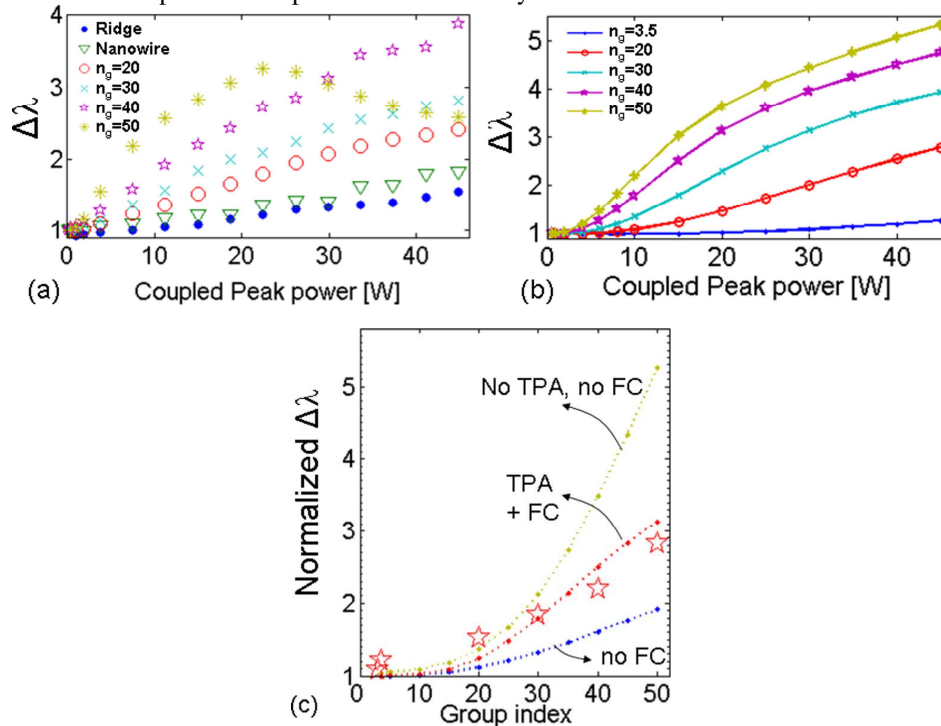 Ridge
Nanowire
n_g=20
n_g=30
n_g=40
n_g=50
Δλ
4
3
2
1
0 10 20 30 40
(a) Coupled Peak power [W]
n_g=3.5
n_g=20
n_g=30
n_g=40
n_g=50
Δλ
5
4
3
2
1
0 10 20 30 40
(b) Coupled Peak power [W]
Normalized Δλ
5
4
3
2
1
No TPA, no FC
TPA
+ FC
no FC
0 10 20 30 40 50
(c) Group index